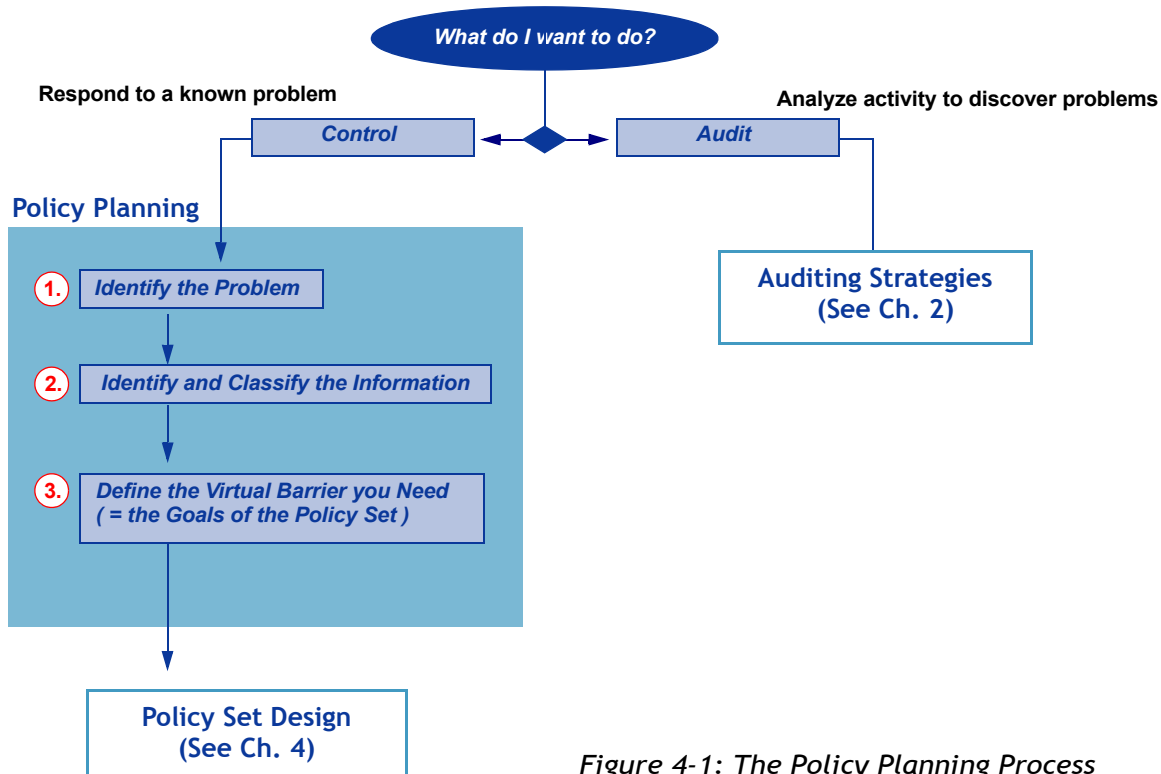 What do I want to do?
Respond to a known problem
Analyze activity to discover problems
Control
Audit
Policy Planning
1.
Identify the Problem
Auditing Strategies
(See Ch. 2)
2.
Identify and Classify the Information
3.
Define the Virtual Barrier you Need
( = the Goals of the Policy Set )
Policy Set Design
(See Ch. 4)
Figure 4-1: The Policy Planning Process